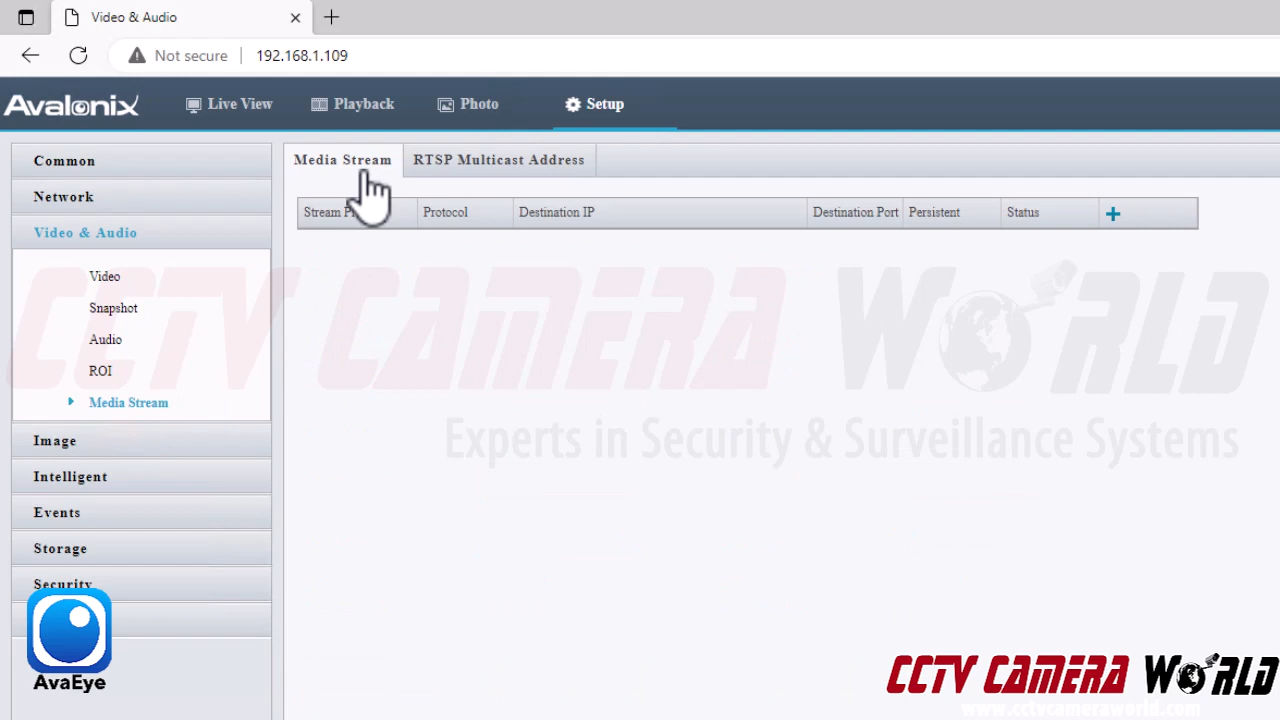 Video & Audio
Not secure 192.168.1.109
Avalonix Live View Playback Photo Setup
Common
Network
Video & Audio
Video
Snapshot
Audio
ROI
Media Stream
Image
Intelligent
Events
Storage
Security
Media Stream RTSP Multicast Address
Stream Protocol Destination IP Destination Port Persistent Status
CCTV CAMERA WORLD
Experts in Security & Surveillance Systems
AvaEye
CCTV CAMERA WORLD
www.cctvcameraworld.com